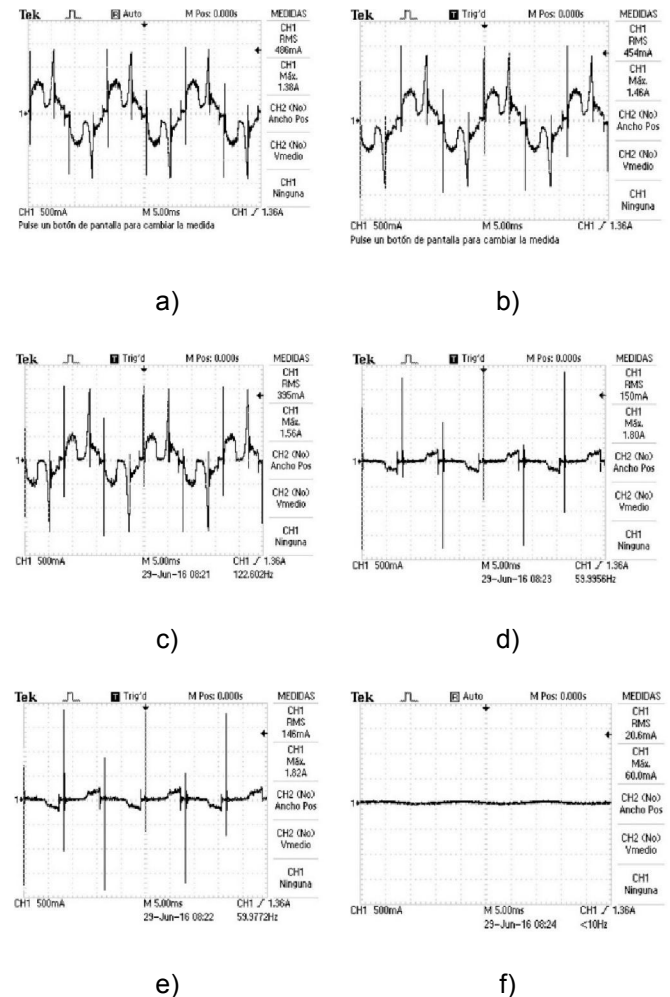 Tek Auto M Pos: 0.000s MEDIDAS
CH1
RMS
486mA
CH1
Máx.
1.38A
CH2 (No)
Ancho Pos
CH2 (No)
Vmedio
CH1
Ninguna
1
CH1 500mA M 5.00ms CH1 1.36A
Pulse un botón de pantalla para cambiar la medida
a)
Tek Trig'd M Pos: 0.000s MEDIDAS
CH1
RMS
454mA
CH1
Máx.
1.46A
CH2 (No)
Ancho Pos
CH2 (No)
Vmedio
CH1
Ninguna
1
CH1 500mA M 5.00ms CH1 1.36A
Pulse un botón de pantalla para cambiar la medida
b)
Tek Trig'd M Pos: 0.000s MEDIDAS
CH1
RMS
395mA
CH1
Máx.
1.56A
CH2 (No)
Ancho Pos
CH2 (No)
Vmedio
CH1
Ninguna
1
CH1 500mA M 5.00ms CH1 1.36A
29-Jun-16 08:21 122.602Hz
c)
Tek Trig'd M Pos: 0.000s MEDIDAS
CH1
RMS
150mA
CH1
Máx.
1.80A
CH2 (No)
Ancho Pos
CH2 (No)
Vmedio
CH1
Ninguna
1
CH1 500mA M 5.00ms CH1 1.36A
29-Jun-16 08:23 59.9956Hz
d)
Tek Trig'd M Pos: 0.000s MEDIDAS
CH1
RMS
146mA
CH1
Máx.
1.82A
CH2 (No)
Ancho Pos
CH2 (No)
Vmedio
CH1
Ninguna
1
CH1 500mA M 5.00ms CH1 1.36A
29-Jun-16 08:22 59.9772Hz
e)
Tek Auto M Pos: 0.000s MEDIDAS
CH1
RMS
20.6mA
CH1
Máx.
60.0mA
CH2 (No)
Ancho Pos
CH2 (No)
Vmedio
CH1
Ninguna
1
CH1 500mA M 5.00ms CH1 1.36A
29-Jun-16 08:24 <10Hz
f)